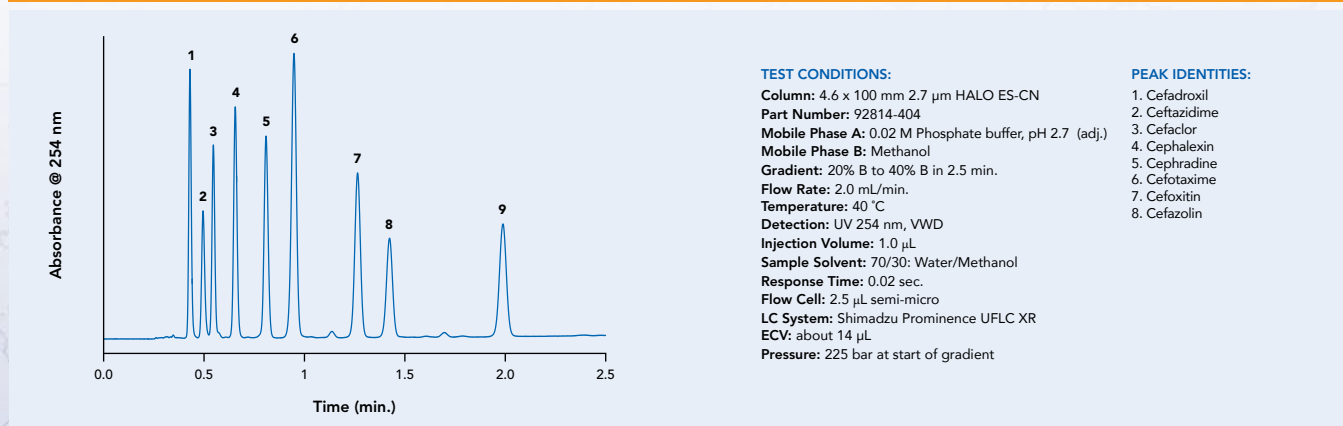 1
2
3
4
5
6
7
8
9
Absorbance @ 254 nm
0.0 0.5 1 1.5 2.0 2.5
Time (min.)
TEST CONDITIONS:
Column: 4.6 x 100 mm 2.7 µm HALO ES-CN
Part Number: 92814-404
Mobile Phase A: 0.02 M Phosphate buffer, pH 2.7 (adj.)
Mobile Phase B: Methanol
Gradient: 20% B to 40% B in 2.5 min.
Flow Rate: 2.0 mL/min.
Temperature: 40 ˚C
Detection: UV 254 nm, VWD
Injection Volume: 1.0 µL
Sample Solvent: 70/30: Water/Methanol
Response Time: 0.02 sec.
Flow Cell: 2.5 µL semi-micro
LC System: Shimadzu Prominence UFLC XR
ECV: about 14 µL
Pressure: 225 bar at start of gradient
PEAK IDENTITIES:
1. Cefadroxil
2. Ceftazidime
3. Cefaclor
4. Cephalexin
5. Cephradine
6. Cefotaxime
7. Cefoxitin
8. Cefazolin